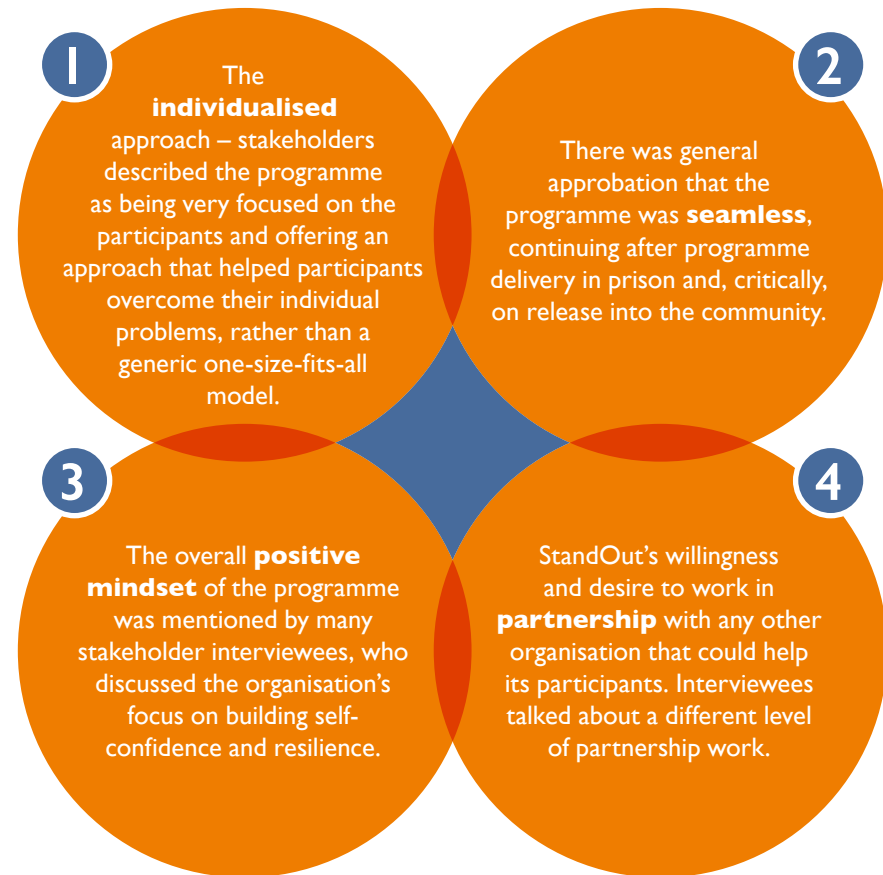 1
The
individualised
approach – stakeholders
described the programme
as being very focused on the
participants and offering an
approach that helped participants
overcome their individual
problems, rather than a
generic one-size-fits-all
model.
2
There was general
approbation that the
programme was seamless,
continuing after programme
delivery in prison and, critically,
on release into the community.
3
The overall positive
mindset of the programme
was mentioned by many
stakeholder interviewees, who
discussed the organisation's
focus on building self-
confidence and resilience.
4
StandOut's willingness
and desire to work in
partnership with any other
organisation that could help
its participants. Interviewees
talked about a different level
of partnership work.